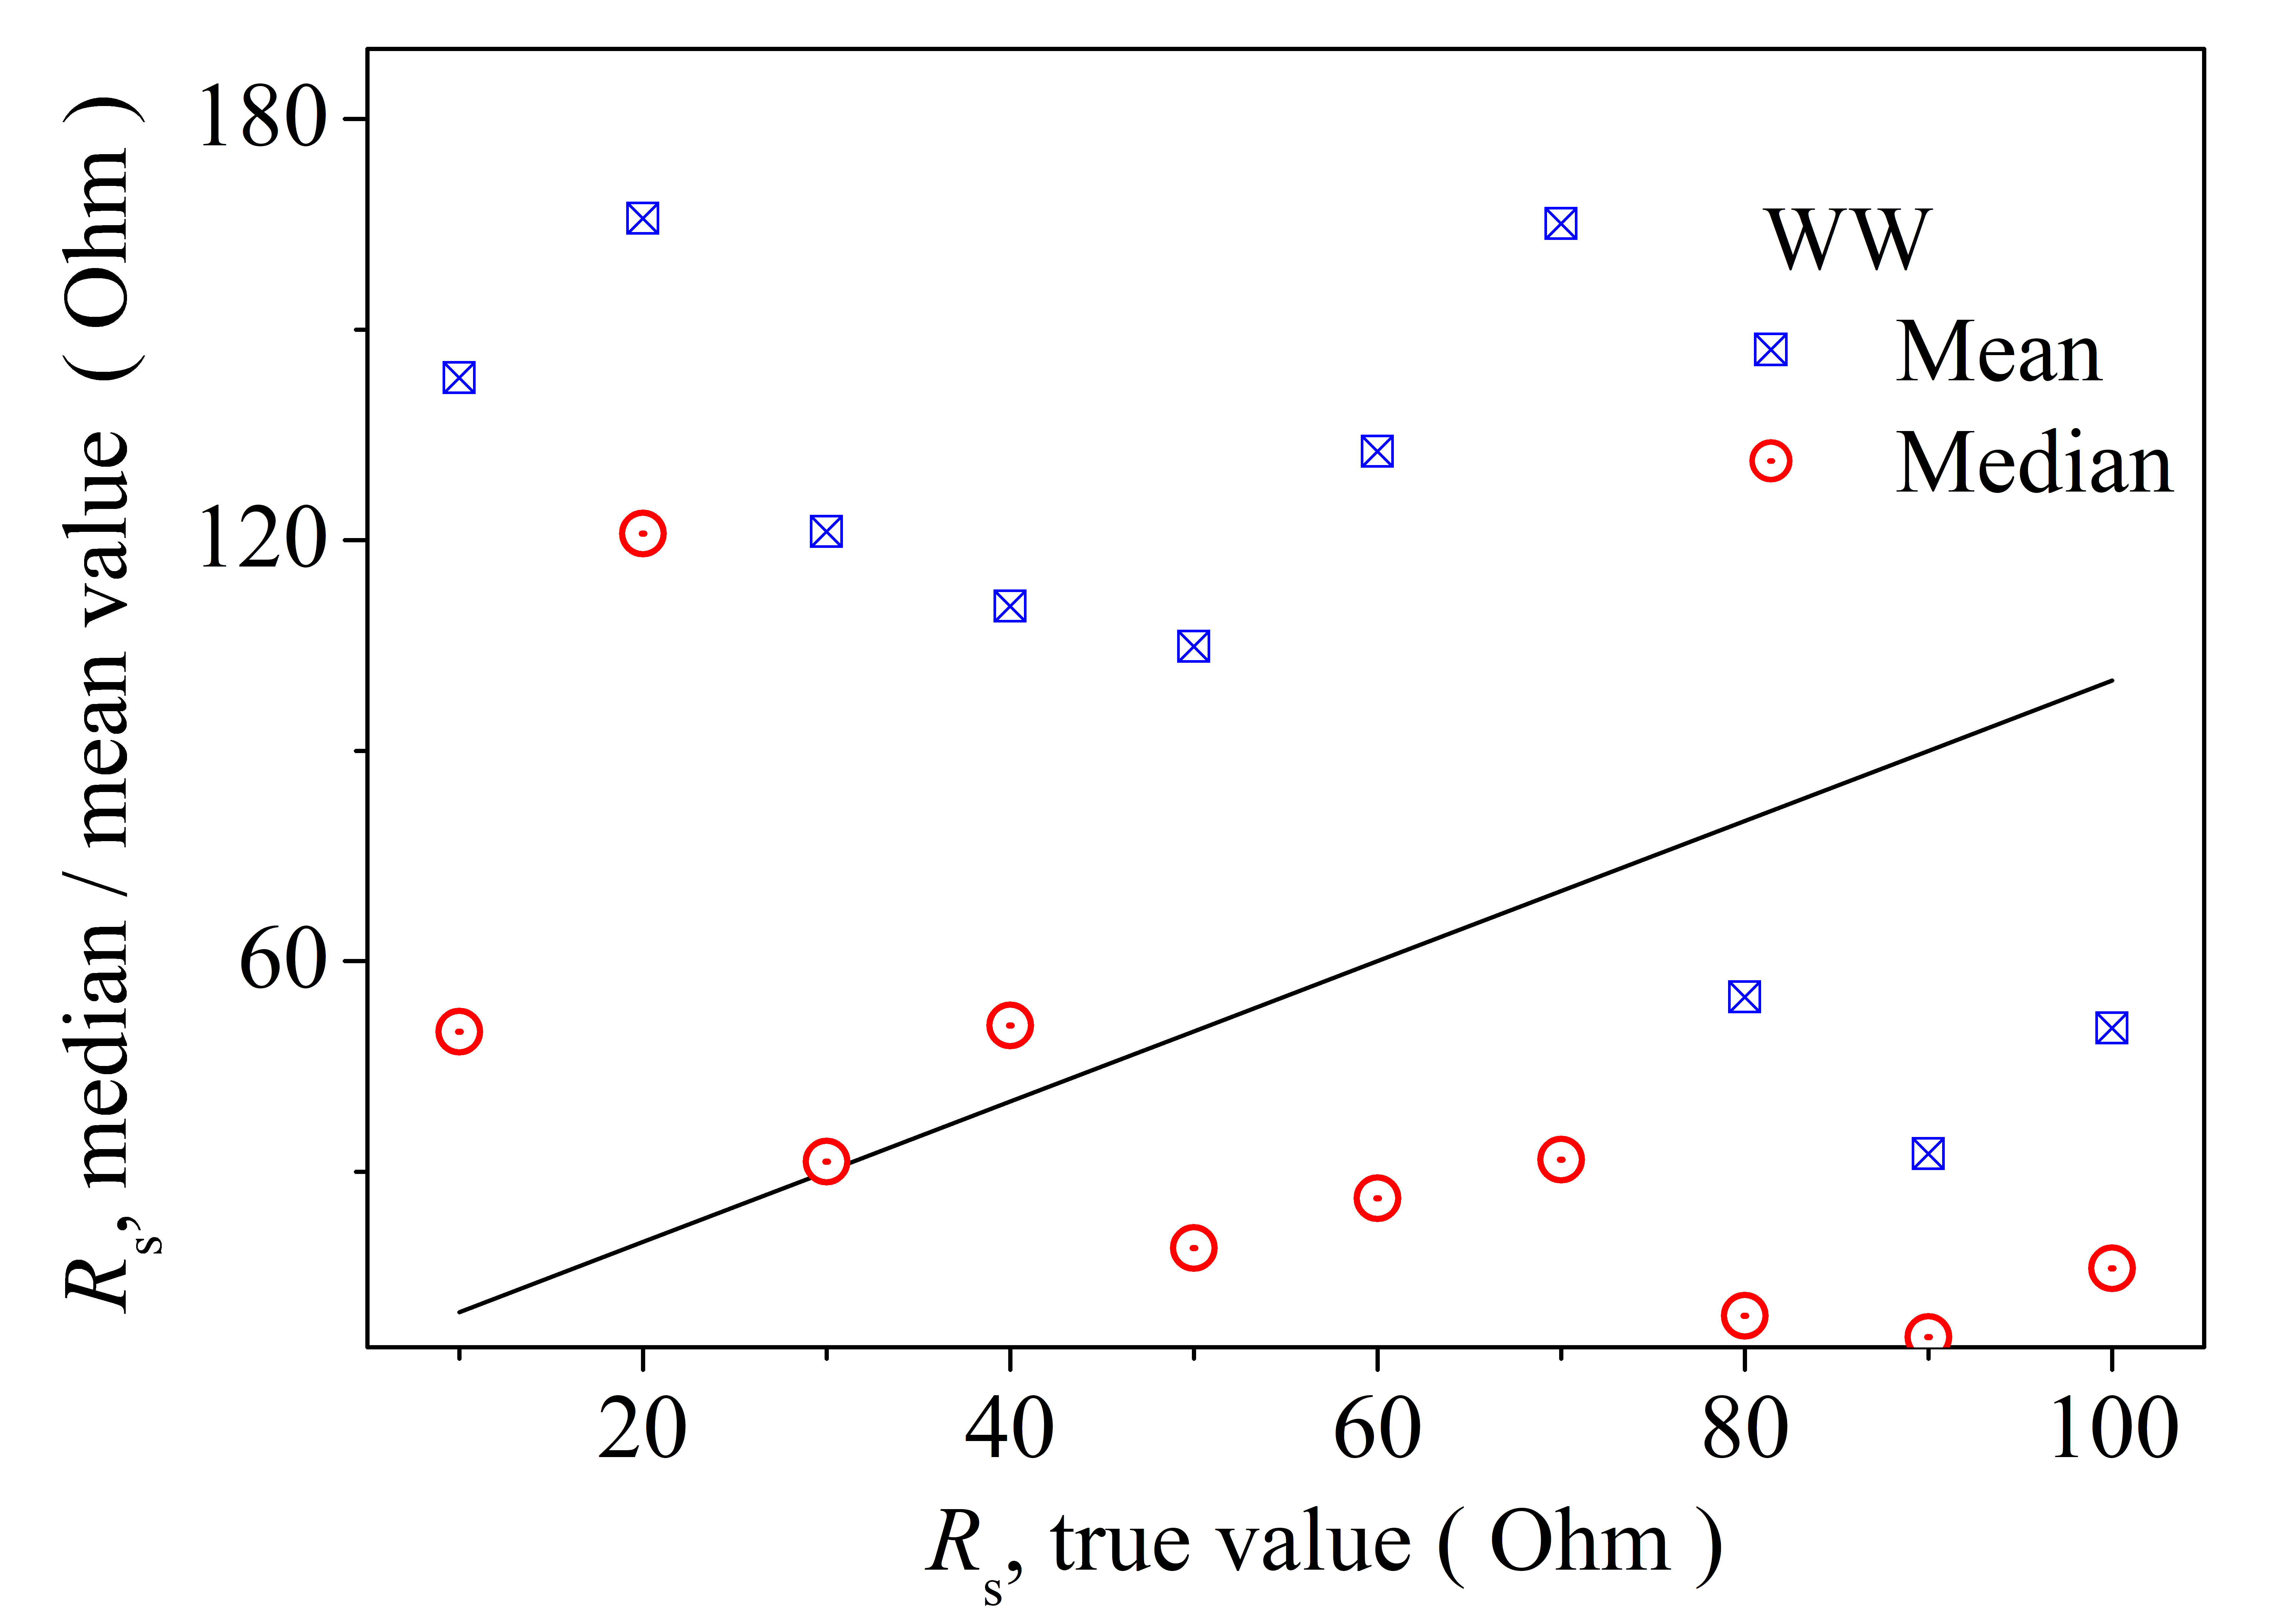 180
120
60
Rs, median / mean value ( Ohm )
WW
Mean
Median
20 40 60 80 100
Rs, true value ( Ohm )